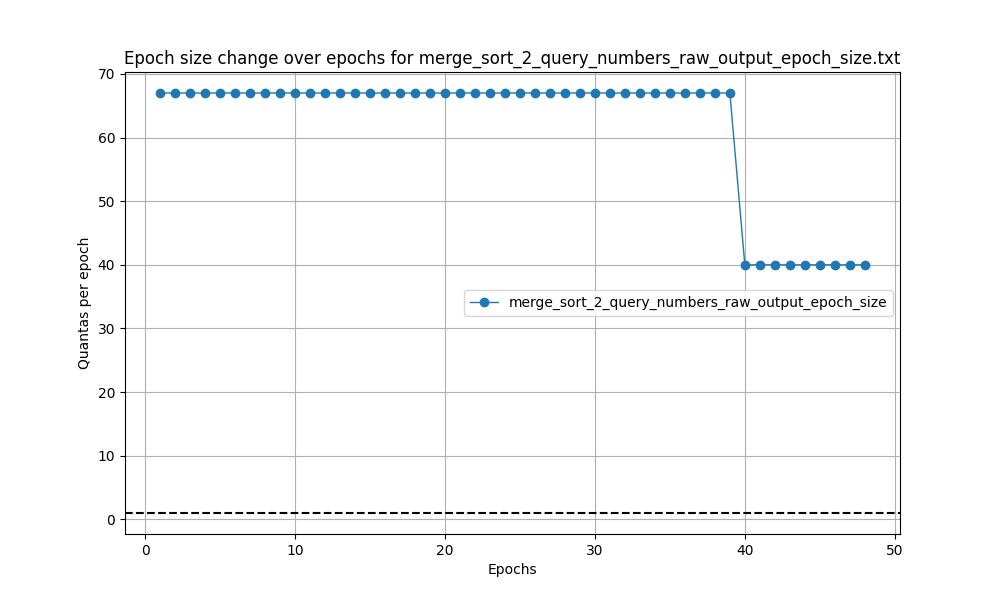 Epoch size change over epochs for merge_sort_2_query_numbers_raw_output_epoch_size.txt
70
60
50
40
30
20
10
0
Quantas per epoch
merge_sort_2_query_numbers_raw_output_epoch_size
0 10 20 30 40 50
Epochs